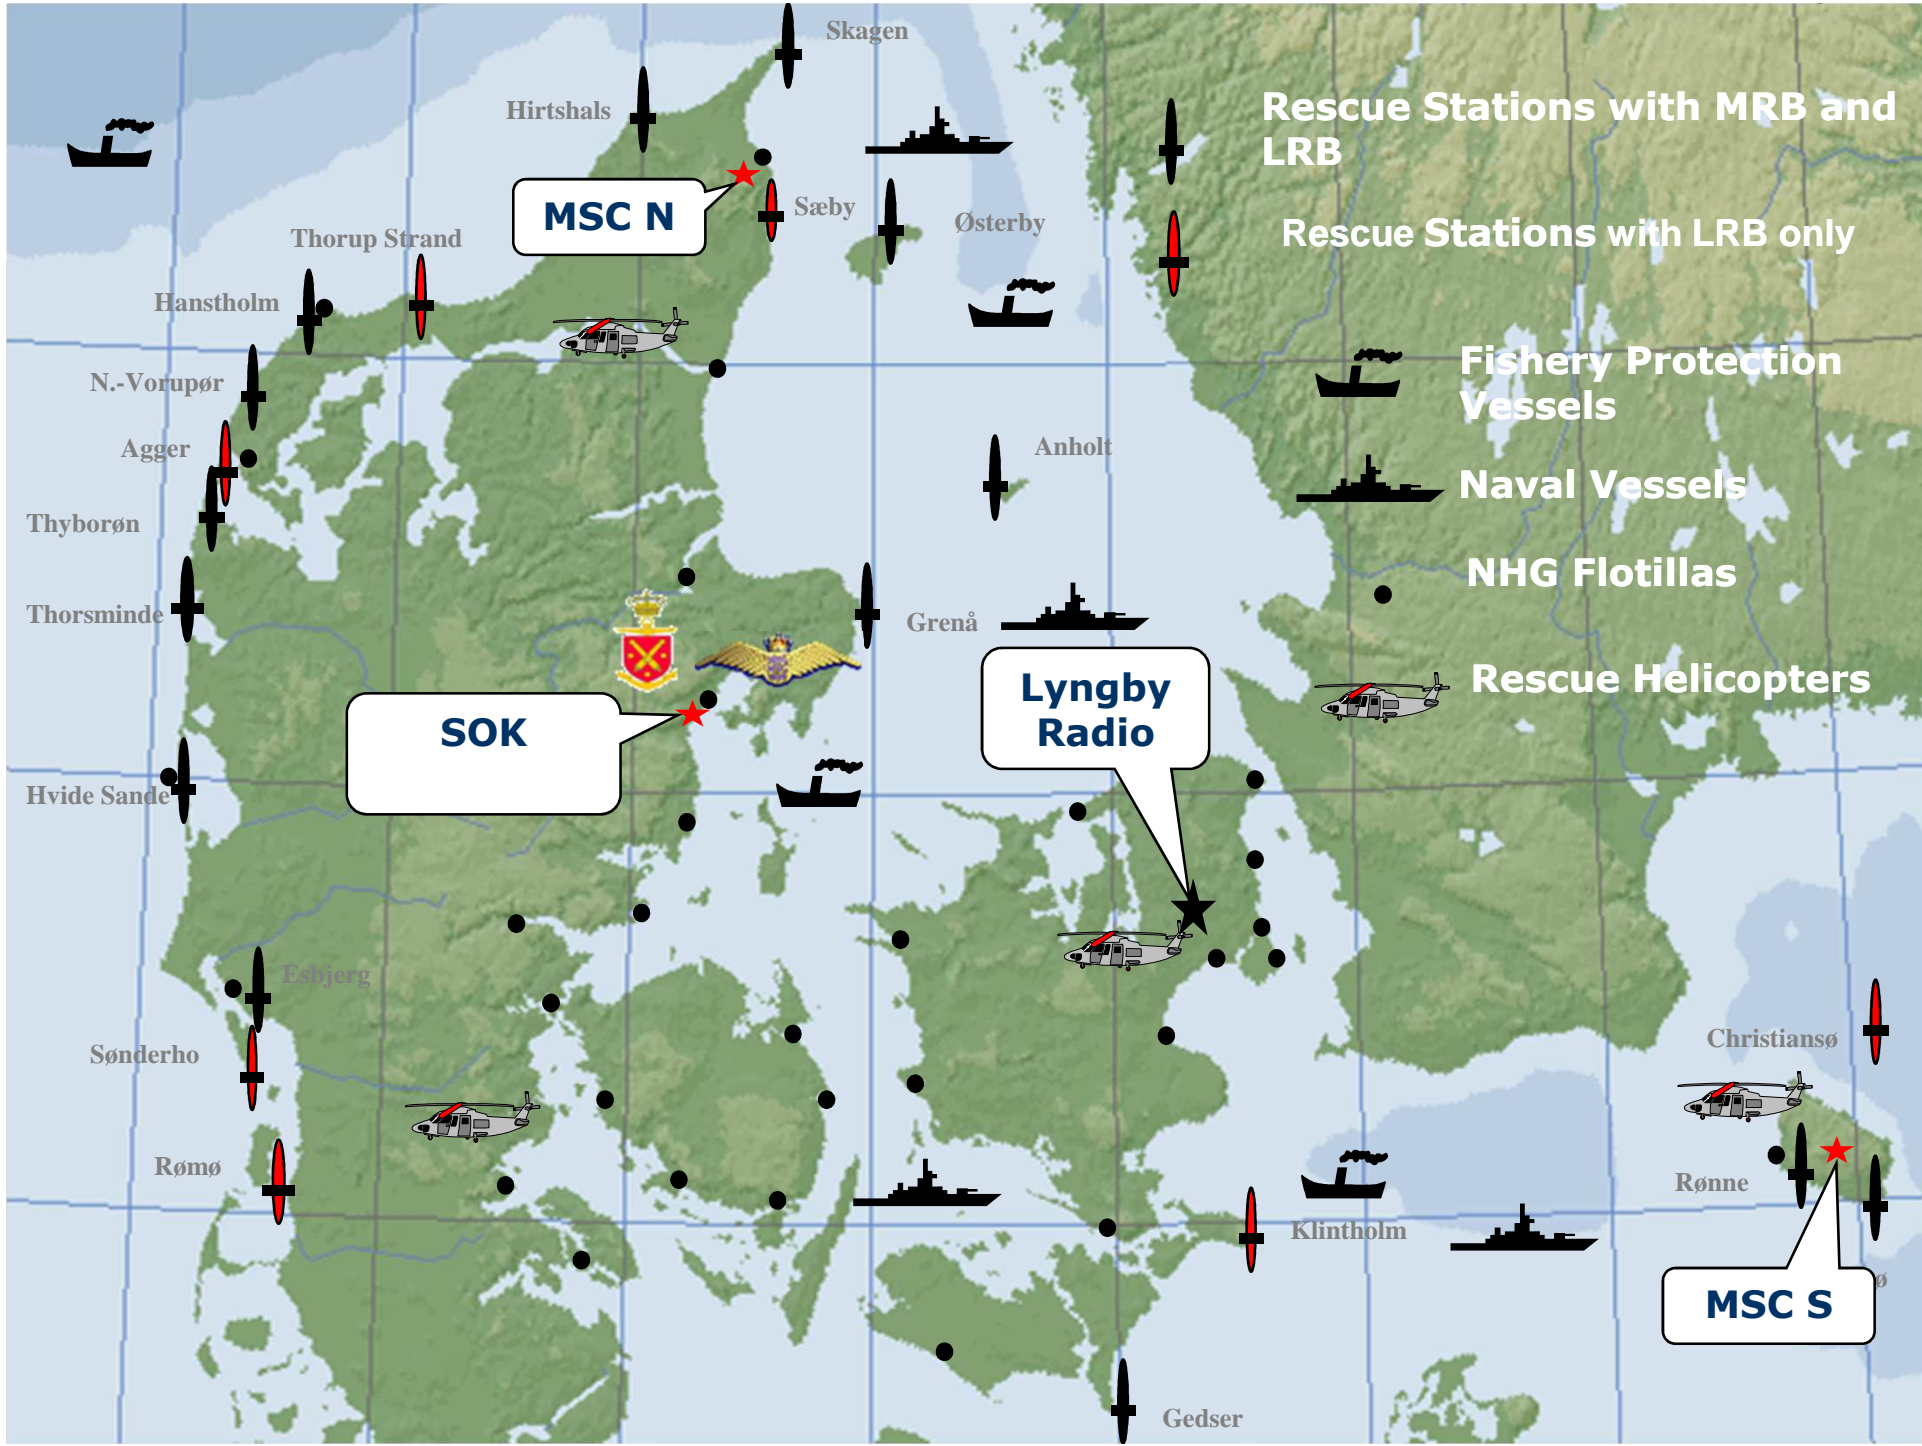 Skagen
Hirtshals
Rescue Stations with MRB and
LRB
MSC N
Sæby
Østerby
Rescue Stations with LRB only
Thorup Strand
Hanstholm
N.-Vorupør
Fishery Protection
Vessels
Agger
Anholt
Thyborøn
Naval Vessels
NHG Flotillas
Thorsminde
Grenå
Lyngby
Radio
Rescue Helicopters
SOK
Hvide Sande
Esbjerg
Sønderho
Christiansø
Rømø
Rønne
Klintholm
MSC S
ø
Gedser